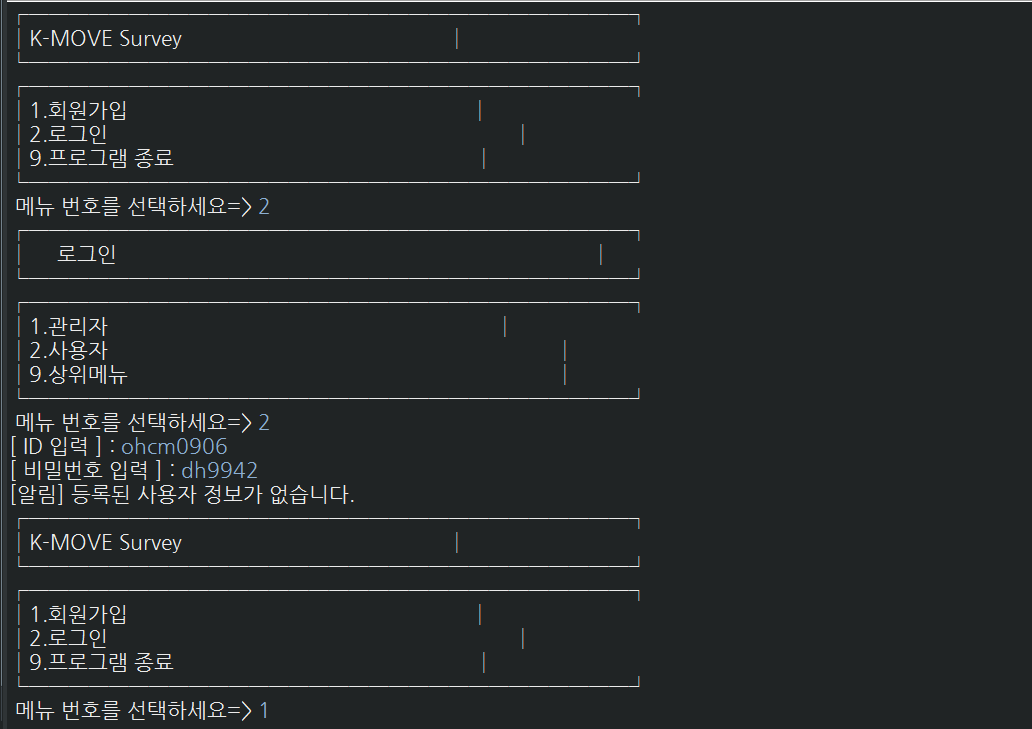 K-MOVE Survey
1.회원가입
2.로그인
9.프로그램 종료
메뉴 번호를 선택하세요=> 2
로그인
1.관리자
2.사용자
9.상위메뉴
메뉴 번호를 선택하세요=> 2
[ ID 입력 ] : ohcm0906
[ 비밀번호 입력 ] : dh9942
[알림] 등록된 사용자 정보가 없습니다.
K-MOVE Survey
1.회원가입
2.로그인
9.프로그램 종료
메뉴 번호를 선택하세요=> 1